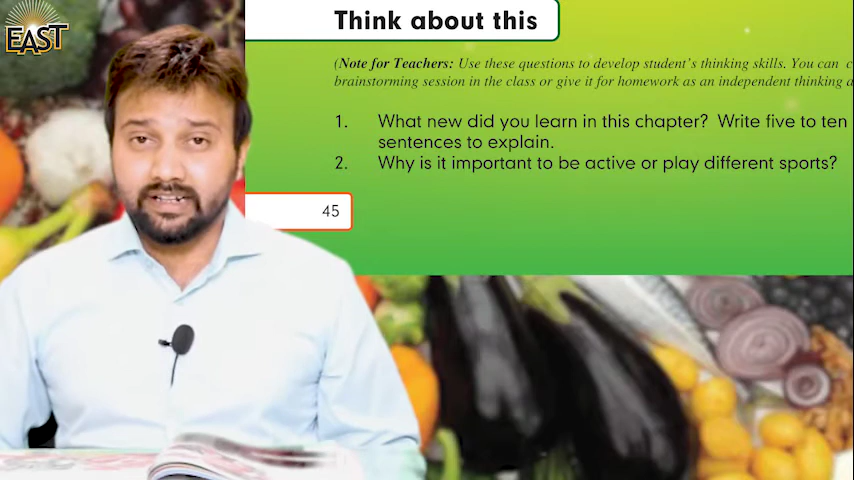 EAST
Think about this
(Note for Teachers: Use these questions to develop student's thinking skills. You can
brainstorming session in the class or give it for homework as an independent thinking
1. What new did you learn in this chapter? Write five to ten
sentences to explain.
2. Why is it important to be active or play different sports?
45